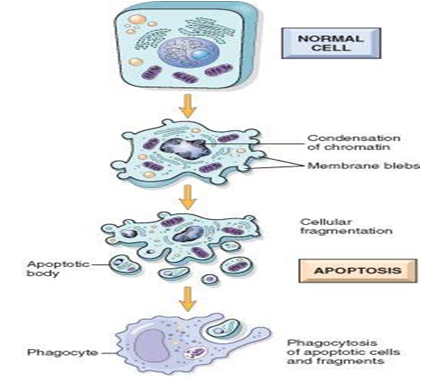 NORMAL
CELL
Condensation
of chromatin
Membrane blebs
Cellular
fragmentation
Apoptotic
body
APOPTOSIS
Phagocyte
Phagocytosis
of apoptotic cells
and fragments